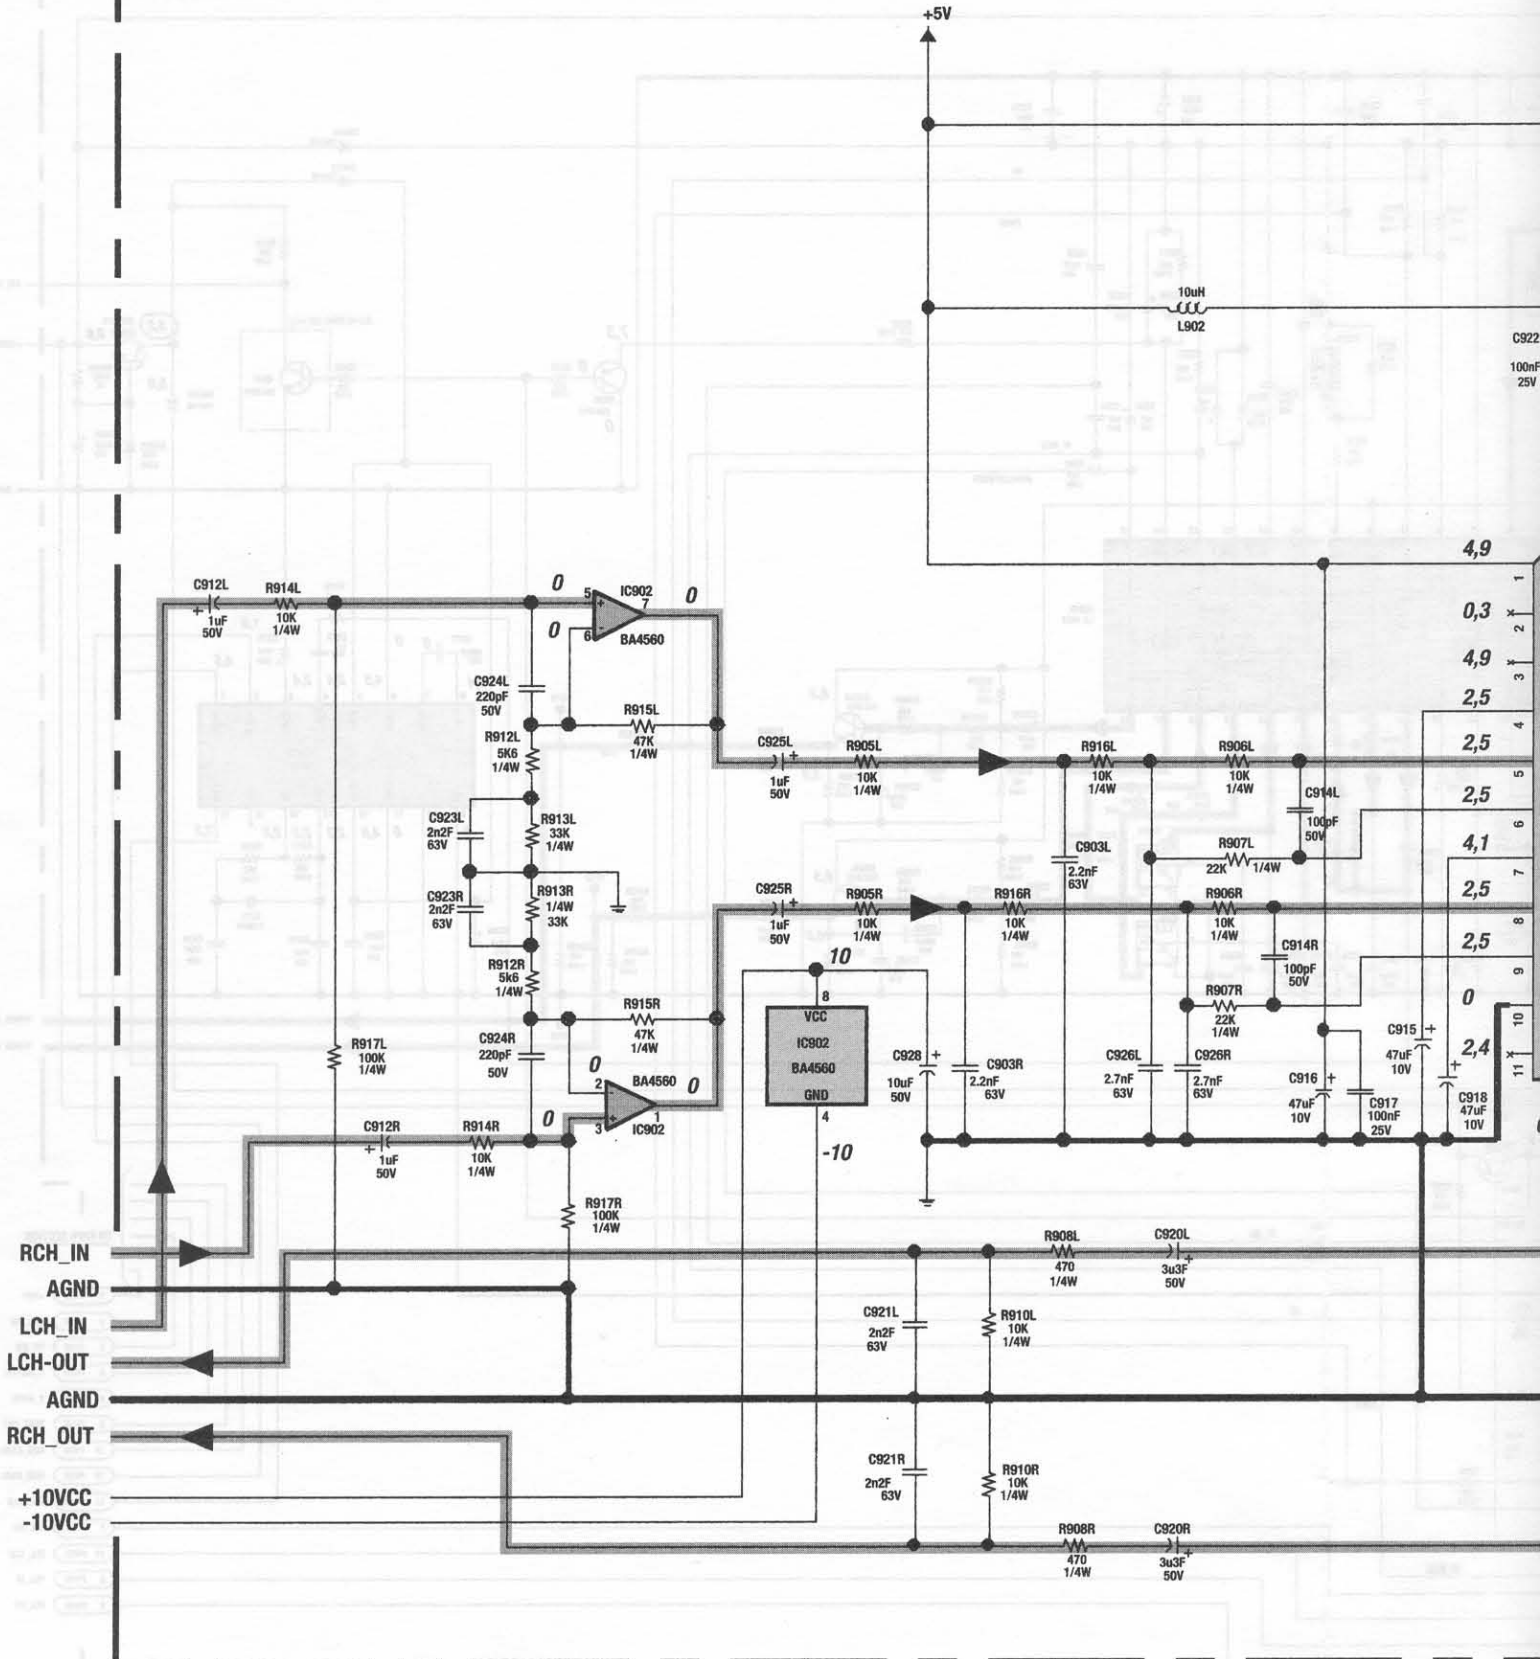 +5V
10uH
L902
C922
100nF
25V
4,9
1
0,3
2
4,9
3
2,5
4
2,5
5
2,5
6
4,1
7
2,5
8
2,5
9
0
10
2,4
11
C912L
+
1uF
50V
R914L
10K
1/4W
0
5
+
IC902
7
0
0
6
-
BA4560
C924L
220pF
50V
R915L
47K
1/4W
R912L
5K6
1/4W
C923L
2n2F
63V
R913L
33K
1/4W
C923R
2n2F
63V
R913R
1/4W
33K
R912R
5k6
1/4W
R915R
47K
1/4W
C924R
220pF
50V
R917L
100K
1/4W
0
2
-
BA4560
0
0
3
+
1
IC902
C912R
+
1uF
50V
R914R
10K
1/4W
R917R
100K
1/4W
C925L
+
1uF
50V
R905L
10K
1/4W
R916L
10K
1/4W
R906L
10K
1/4W
C914L
100pF
50V
R907L
22K 1/4W
C903L
2.2nF
63V
C925R
+
1uF
50V
R905R
10K
1/4W
R916R
10K
1/4W
R906R
10K
1/4W
C914R
100pF
50V
R907R
22K
1/4W
10
8
VCC
IC902
BA4560
GND
4
-10
C928
+
10uF
50V
C903R
2.2nF
63V
C926L
2.7nF
63V
C926R
2.7nF
63V
C916
+
47uF
10V
C917
100nF
25V
C915
+
47uF
10V
+
C918
47uF
10V
RCH_IN
AGND
LCH_IN
LCH-OUT
AGND
RCH_OUT
+10VCC
-10VCC
R908L
470
1/4W
C920L
+
3u3F
50V
C921L
2n2F
63V
R910L
10K
1/4W
C921R
2n2F
63V
R910R
10K
1/4W
R908R
470
1/4W
C920R
+
3u3F
50V